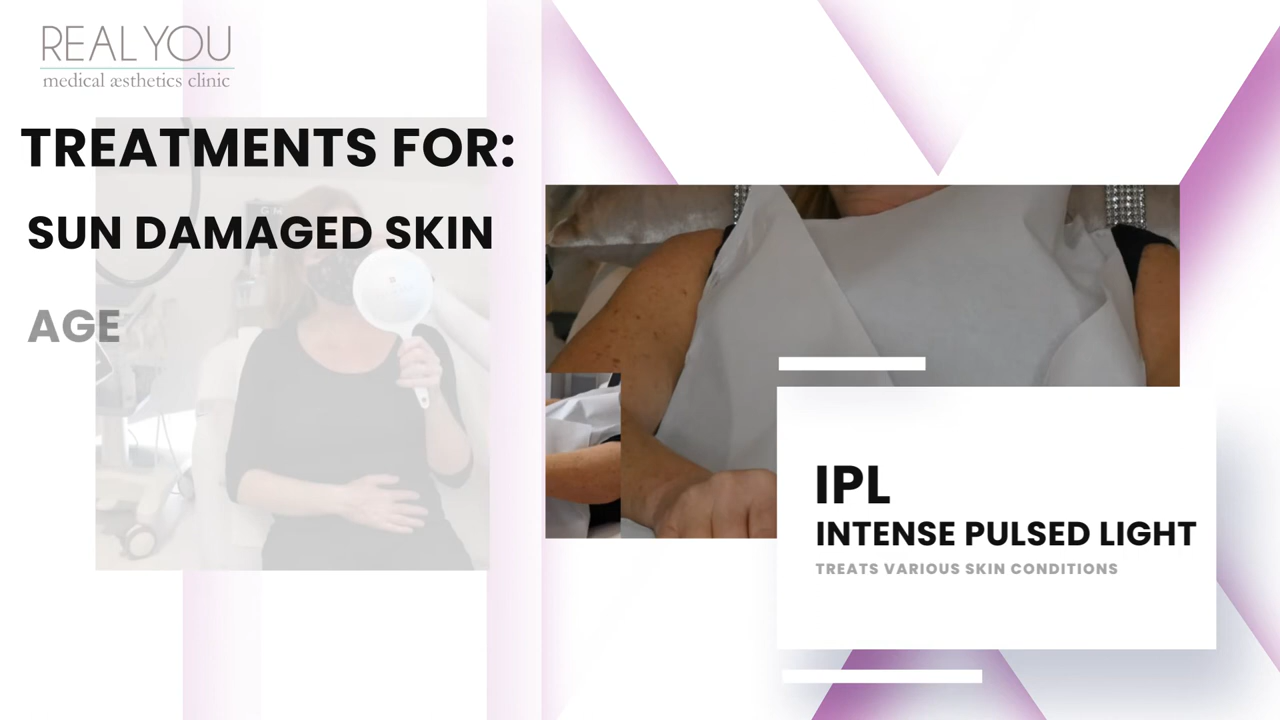 REAL YOU
medical æsthetics clinic
TREATMENTS FOR:
SUN DAMAGED SKIN
AGE
IPL
INTENSE PULSED LIGHT
TREATS VARIOUS SKIN CONDITIONS